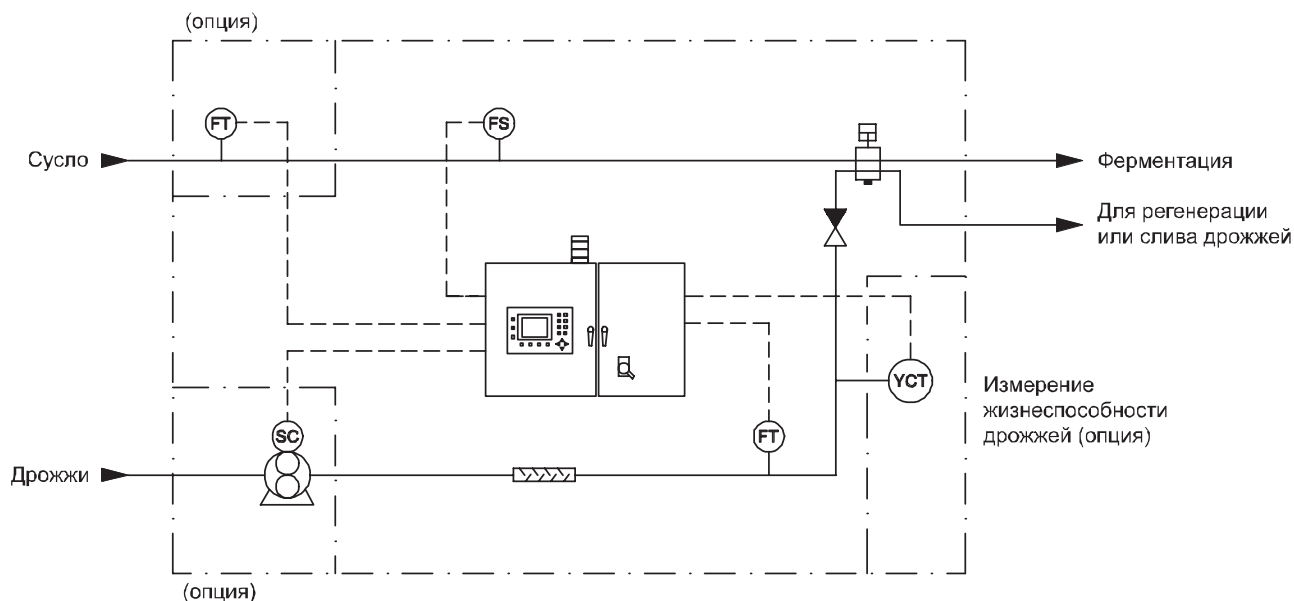 (опция)
FT
FS
Сусло
Ферментация
Для регенерации
или слива дрожжей
YCT
Измерение
жизнеспособности
дрожжей (опция)
SC
FT
Дрожжи
(опция)